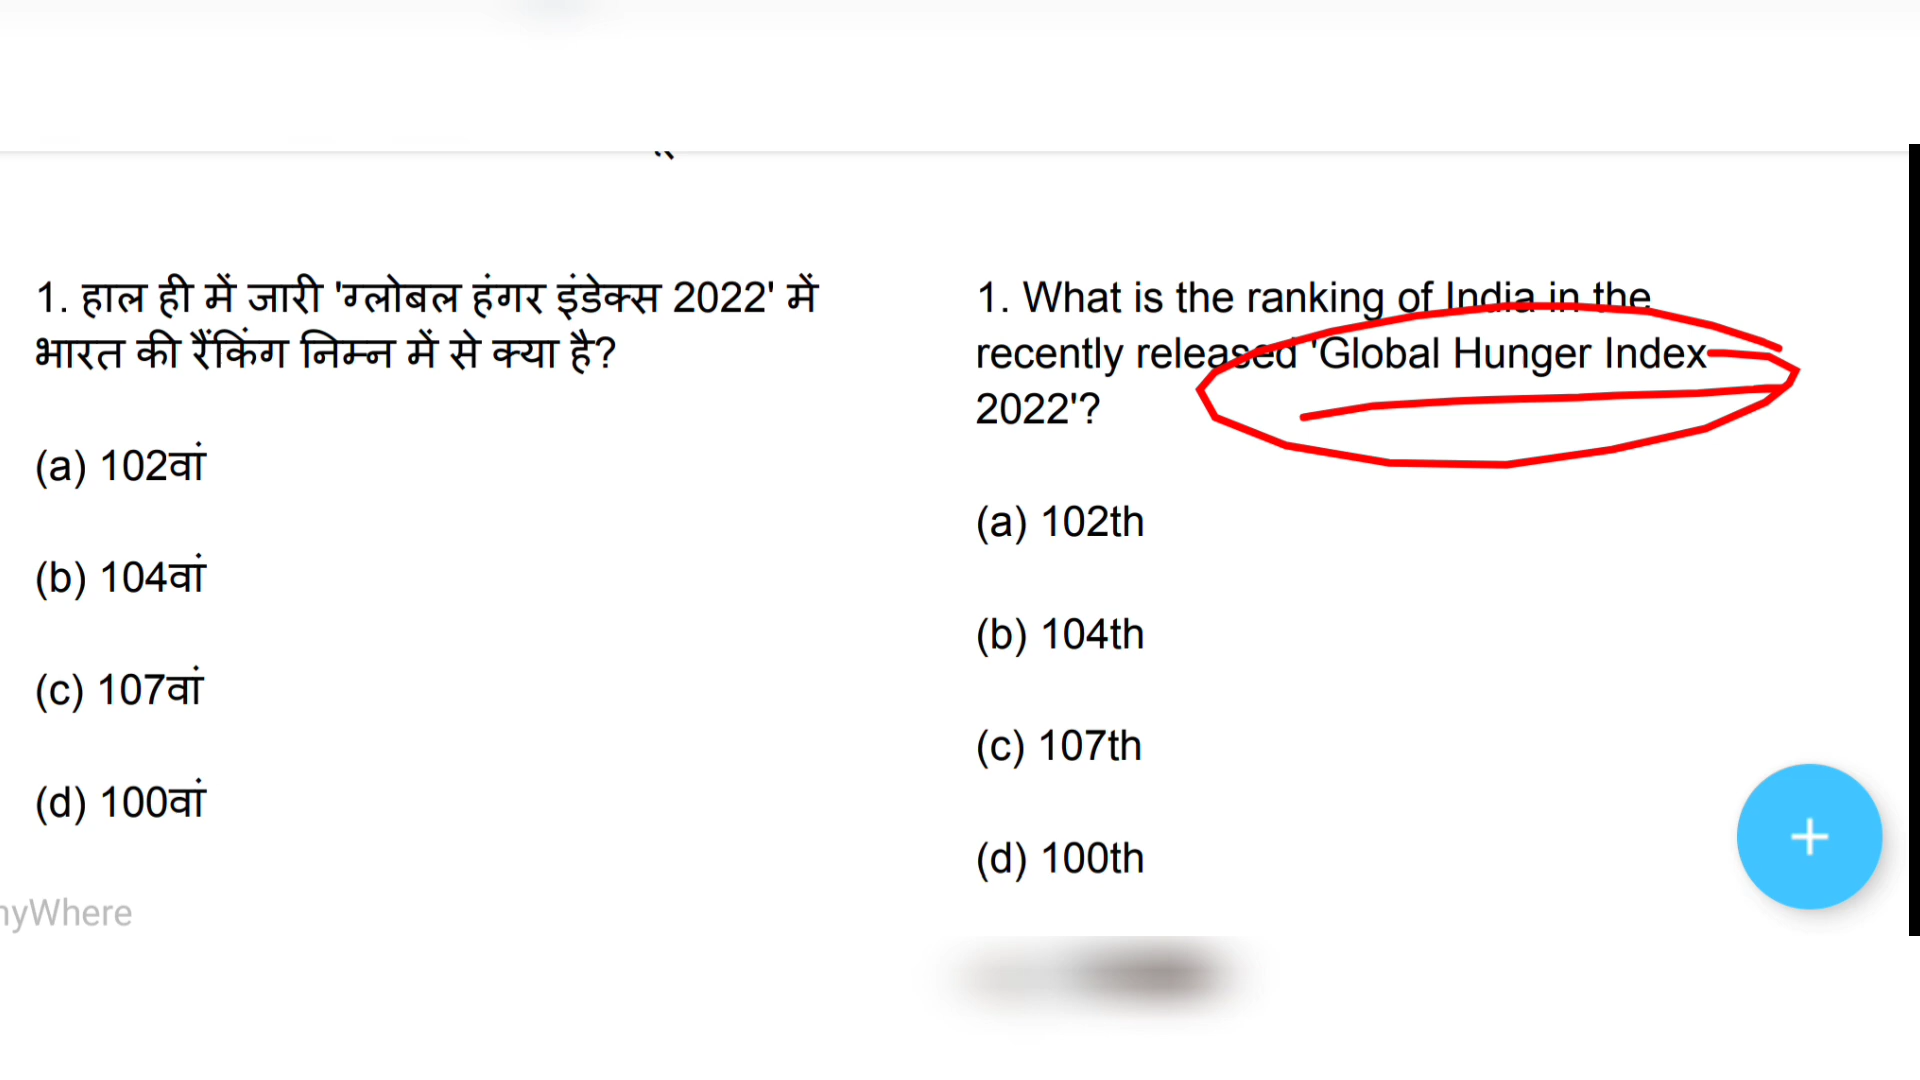 1. हाल ही में जारी 'ग्लोबल हंगर इंडेक्स 2022' में
भारत की रैंकिंग निम्न में से क्या है?
(a) 102वां
(b) 104वां
(c) 107वां
(d) 100वां
1. What is the ranking of India in the
recently released 'Global Hunger Index
2022'?
(a) 102th
(b) 104th
(c) 107th
(d) 100th